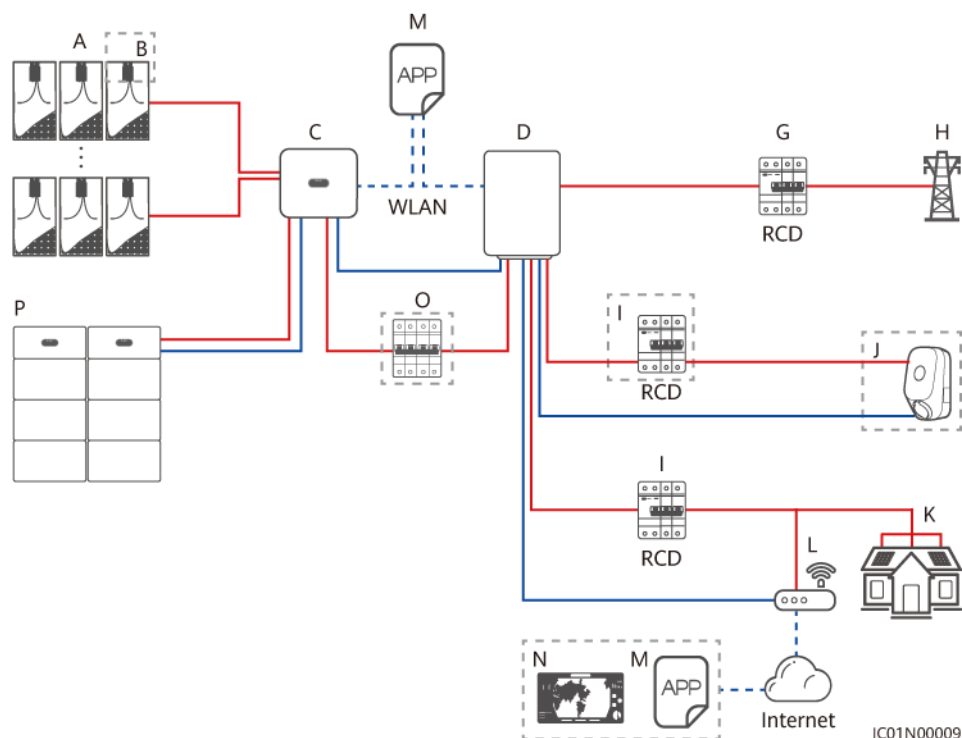 M
A
B
APP
C
D
G
H
WLAN
RCD
P
O
I
J
RCD
I
K
RCD
L
N
M
APP
Internet
IC01N00009